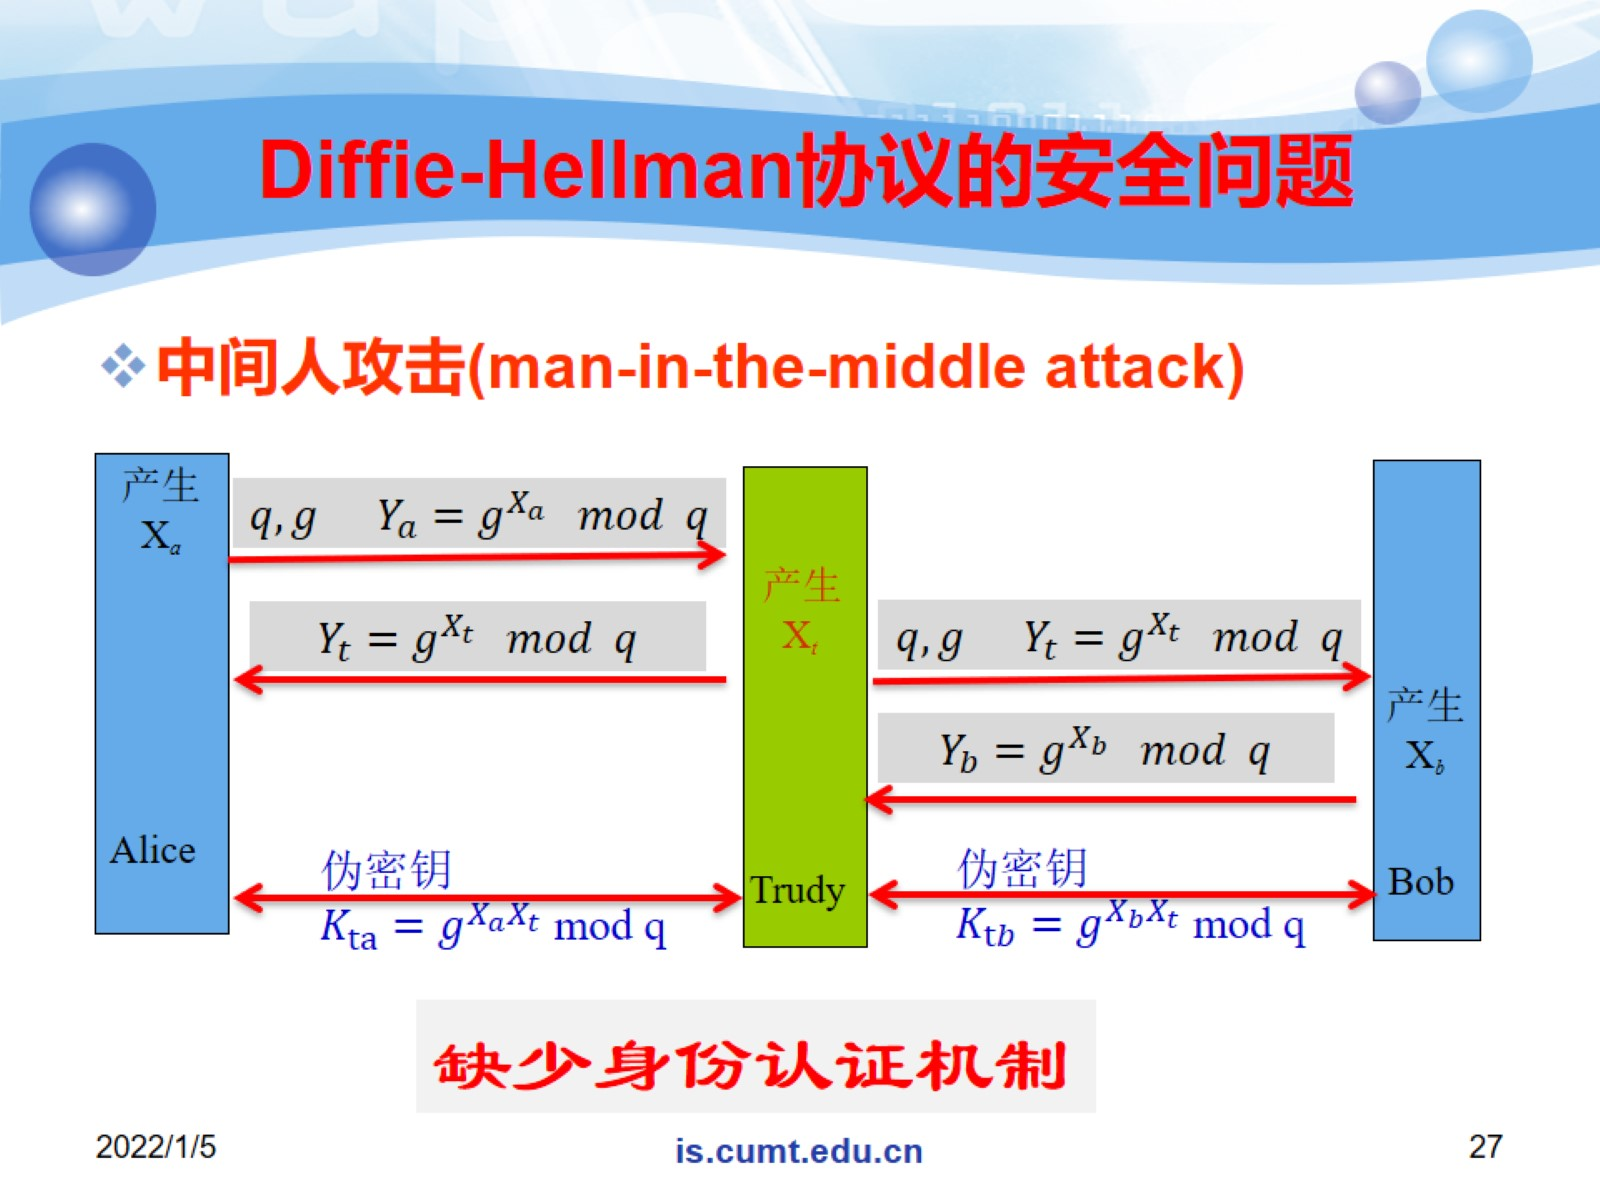 Diffie-Hellman协议的安全问题
中间人攻击(man-in-the-middle attack)
产生
Xa
q, g Ya = g^Xa mod q
产生
Xt
Yt = g^Xt mod q
q, g Yt = g^Xt mod q
产生
Xb
Yb = g^Xb mod q
Alice
Trudy
Bob
伪密钥
Kta = g^XaXt mod q
伪密钥
Ktb = g^XbXt mod q
缺少身份认证机制
2022/1/5
is.cumt.edu.cn
27